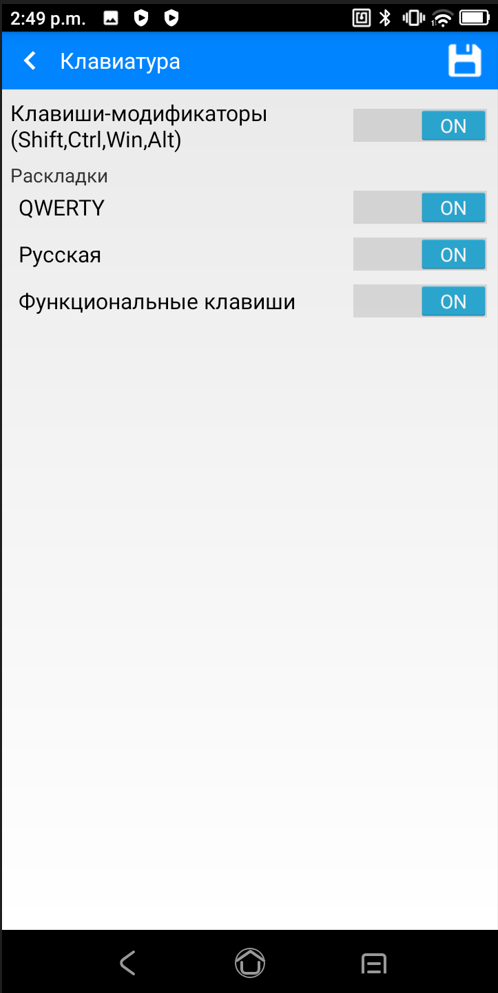 2:49 p.m.
Клавиатура
Клавиши-модификаторы
(Shift,Ctrl,Win,Alt)
ON
Раскладки
QWERTY
ON
Русская
ON
Функциональные клавиши
ON